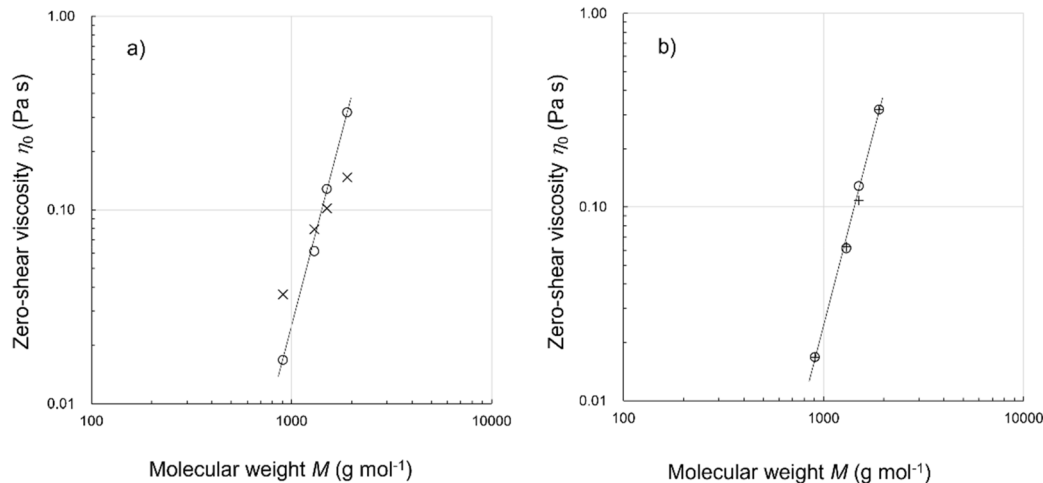 a)
Zero-shear viscosity η₀ (Pa s)
1.00
0.10
0.01
100
1000
10000
Molecular weight M (g mol⁻¹)
b)
Zero-shear viscosity η₀ (Pa s)
1.00
0.10
0.01
100
1000
10000
Molecular weight M (g mol⁻¹)